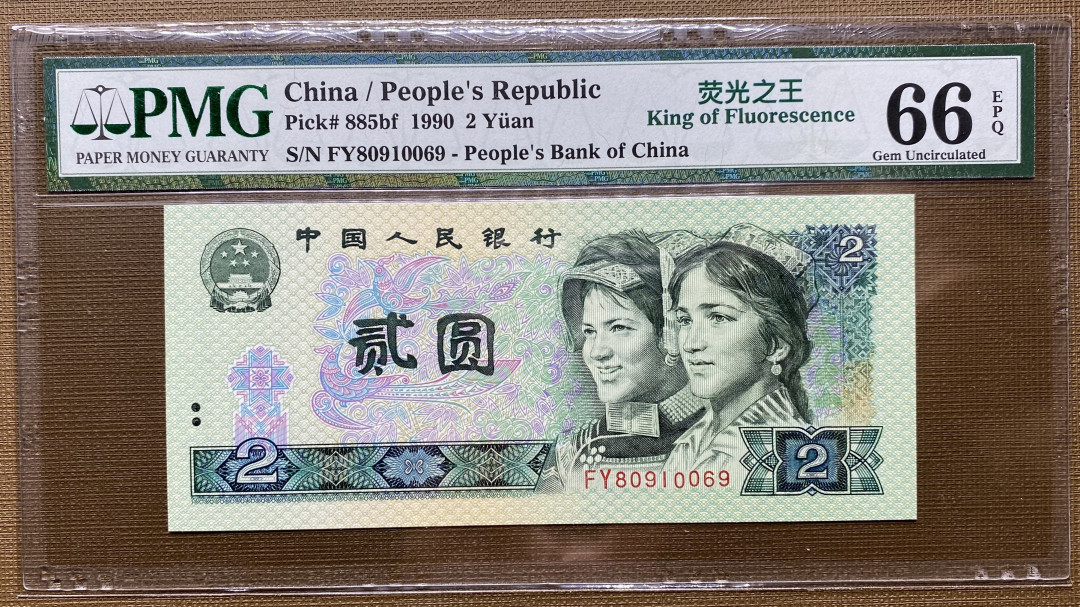 PMG
PAPER MONEY GUARANTY
China / People's Republic
Pick# 885bf 1990 2 Yüan
S/N FY80910069 - People's Bank of China
荧光之王
King of Fluorescence
66
EPQ
Gem Uncirculated
中国人民银行
2
贰圆
2
FY80910069
2